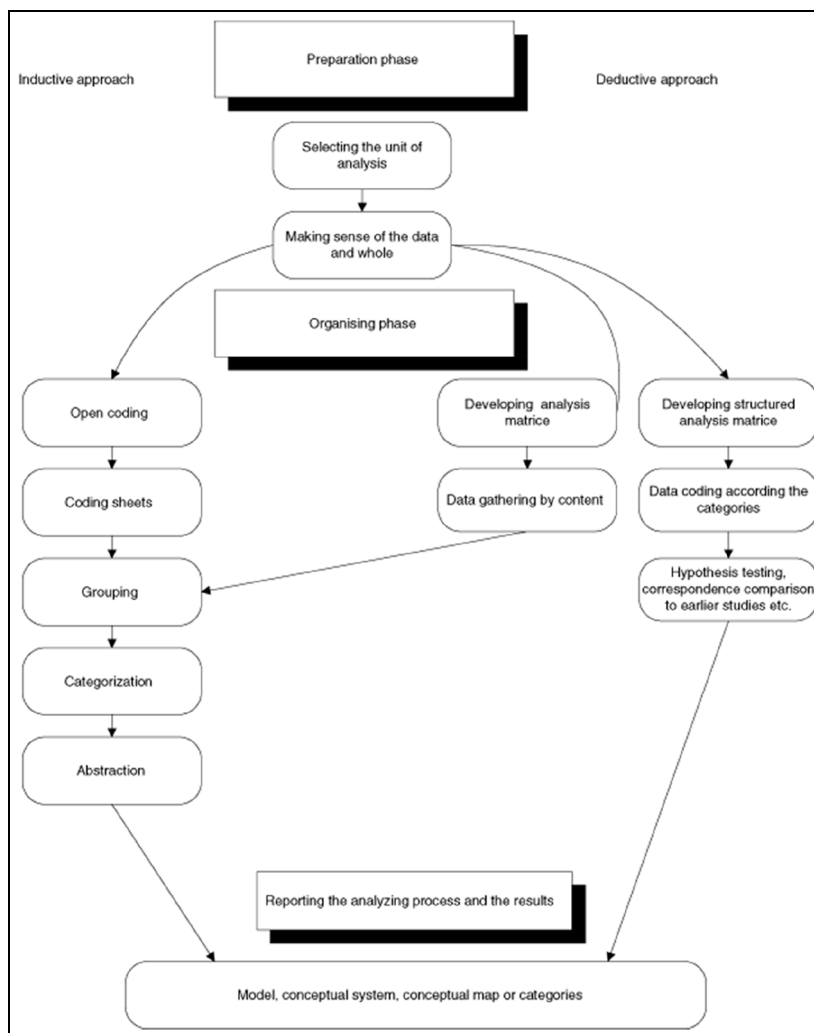 Preparation phase
Inductive approach
Deductive approach
Selecting the unit of
analysis
Making sense of the data
and whole
Organising phase
Open coding
Developing analysis
matrice
Developing structured
analysis matrice
Coding sheets
Data gathering by content
Data coding according the
categories
Grouping
Hypothesis testing,
correspondence comparison
to earlier studies etc.
Categorization
Abstraction
Reporting the analyzing process and the results
Model, conceptual system, conceptual map or categories